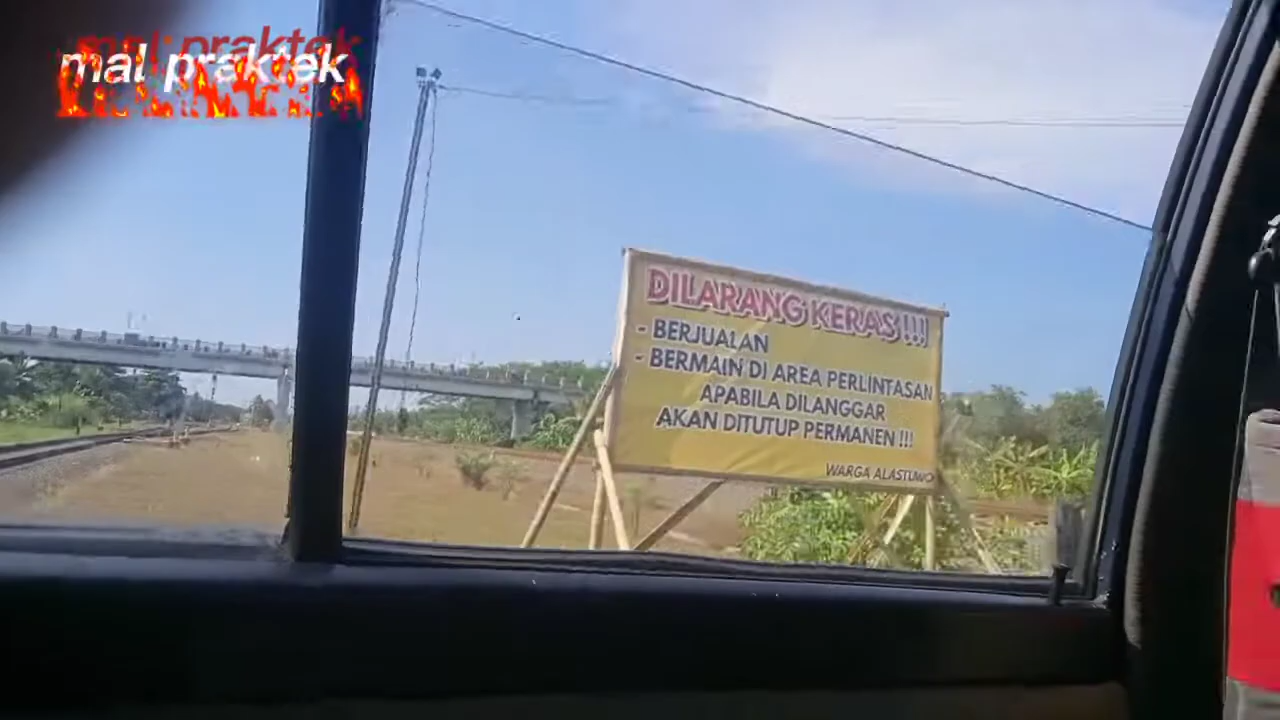 mal praktek
DILARANG KERAS !!!
- BERJUALAN
- BERMAIN DI AREA PERLINTASAN
APABILA DILANGGAR
AKAN DITUTUP PERMANEN !!!
WARGA ALASTUWO